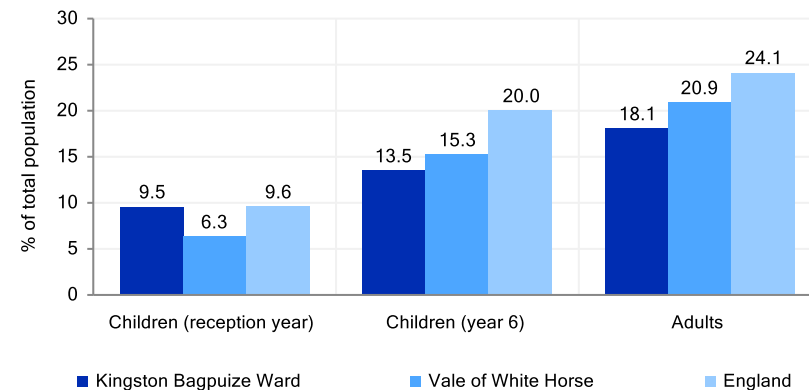 30
25
20
15
10
5
0
% of total population
9.5
6.3
9.6
13.5
15.3
20.0
18.1
20.9
24.1
Children (reception year)
Children (year 6)
Adults
Kingston Bagpuize Ward
Vale of White Horse
England